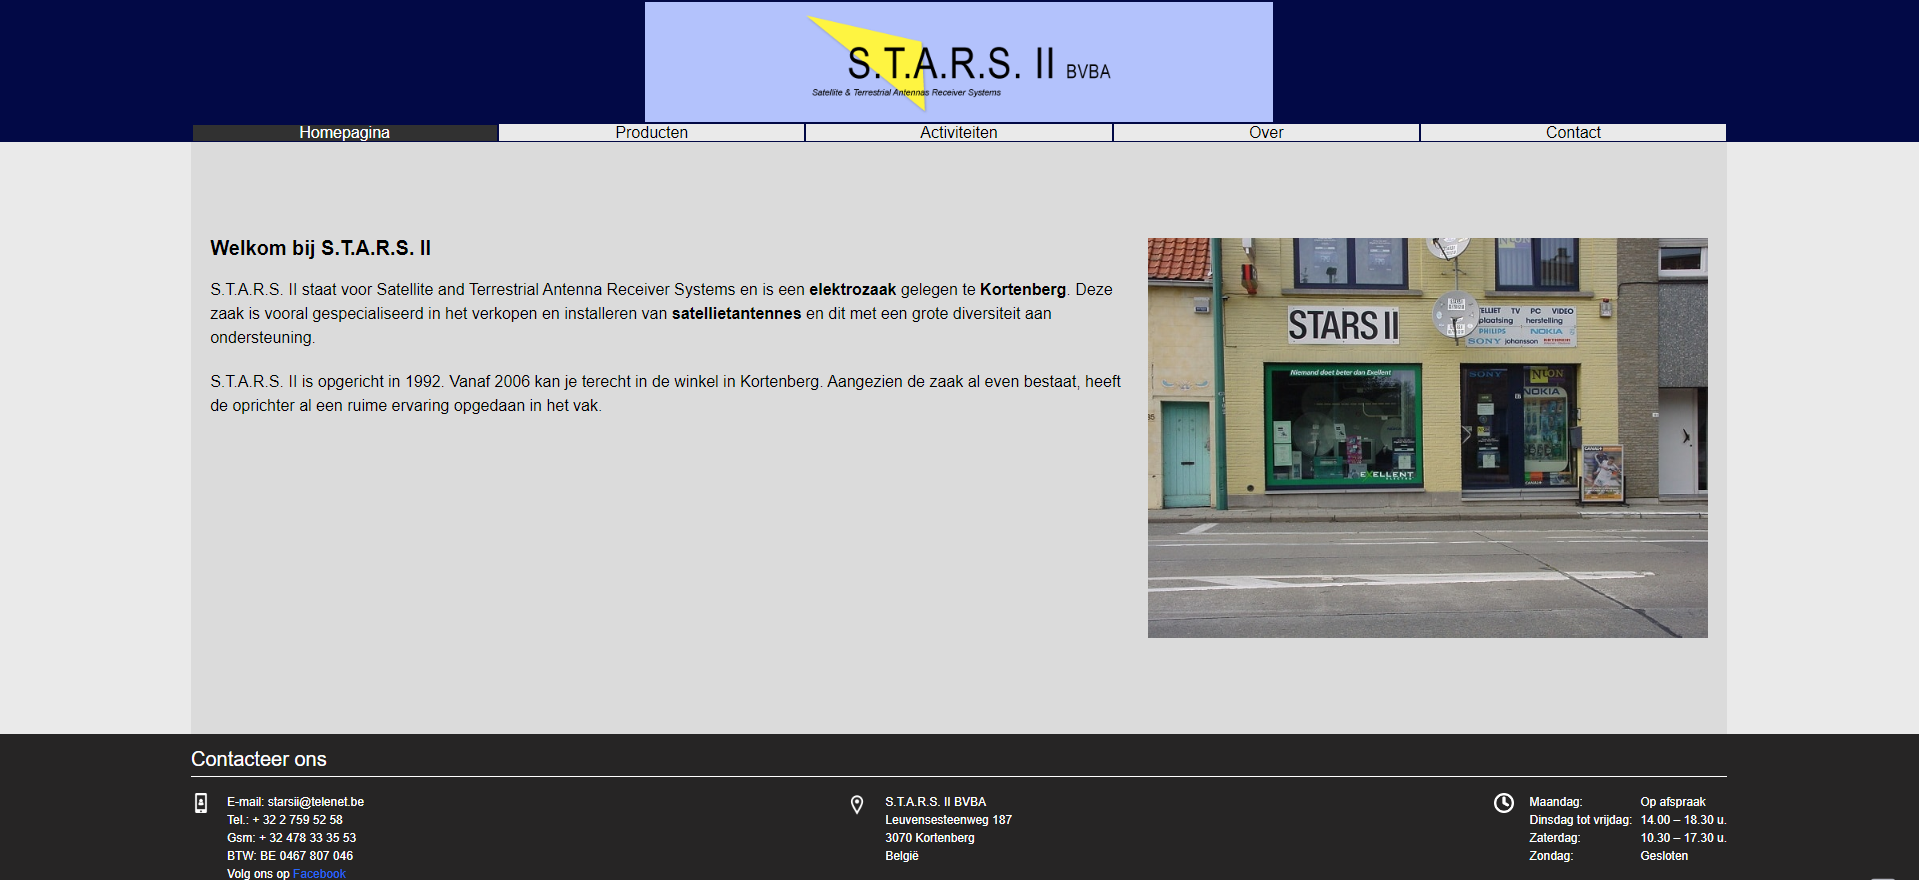 S.T.A.R.S. II BVBA
Satellite & Terrestrial Antennas Receiver Systems
Homepagina
Producten
Activiteiten
Over
Contact
Welkom bij S.T.A.R.S. II
S.T.A.R.S. II staat voor Satellite and Terrestrial Antenna Receiver Systems en is een elektrozaak gelegen te Kortenberg. Deze
zaak is vooral gespecialiseerd in het verkopen en installeren van satellietantennes en dit met een grote diversiteit aan
ondersteuning.
S.T.A.R.S. II is opgericht in 1992. Vanaf 2006 kan je terecht in de winkel in Kortenberg. Aangezien de zaak al even bestaat, heeft
de oprichter al een ruime ervaring opgedaan in het vak.
STARS II
TV PC VIDEO
plaatsing herstelling
PHILIPS NOKIA
SONY johansson
Niemand doet beter dan Exellent
SONY
NOKIA
EXELLENT
CANAL+
Contacteer ons
E-mail: starsii@telenet.be
Tel.: + 32 2 759 52 58
Gsm: + 32 478 33 35 53
BTW: BE 0467 807 046
Volg ons op Facebook
S.T.A.R.S. II BVBA
Leuvensesteenweg 187
3070 Kortenberg
België
Maandag: Op afspraak
Dinsdag tot vrijdag: 14.00 – 18.30 u.
Zaterdag: 10.30 – 17.30 u.
Zondag: Gesloten